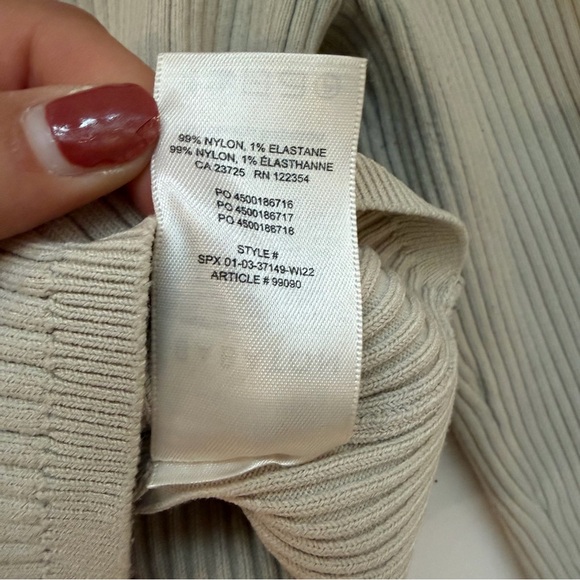 99% NYLON, 1% ELASTANE
99% NYLON, 1% ÉLASTHANNE
CA 23725 RN 122354
PO 4500186716
PO 4500186717
PO 4500186718
STYLE #
SPX 01-03-37149-WI22
ARTICLE # 99090